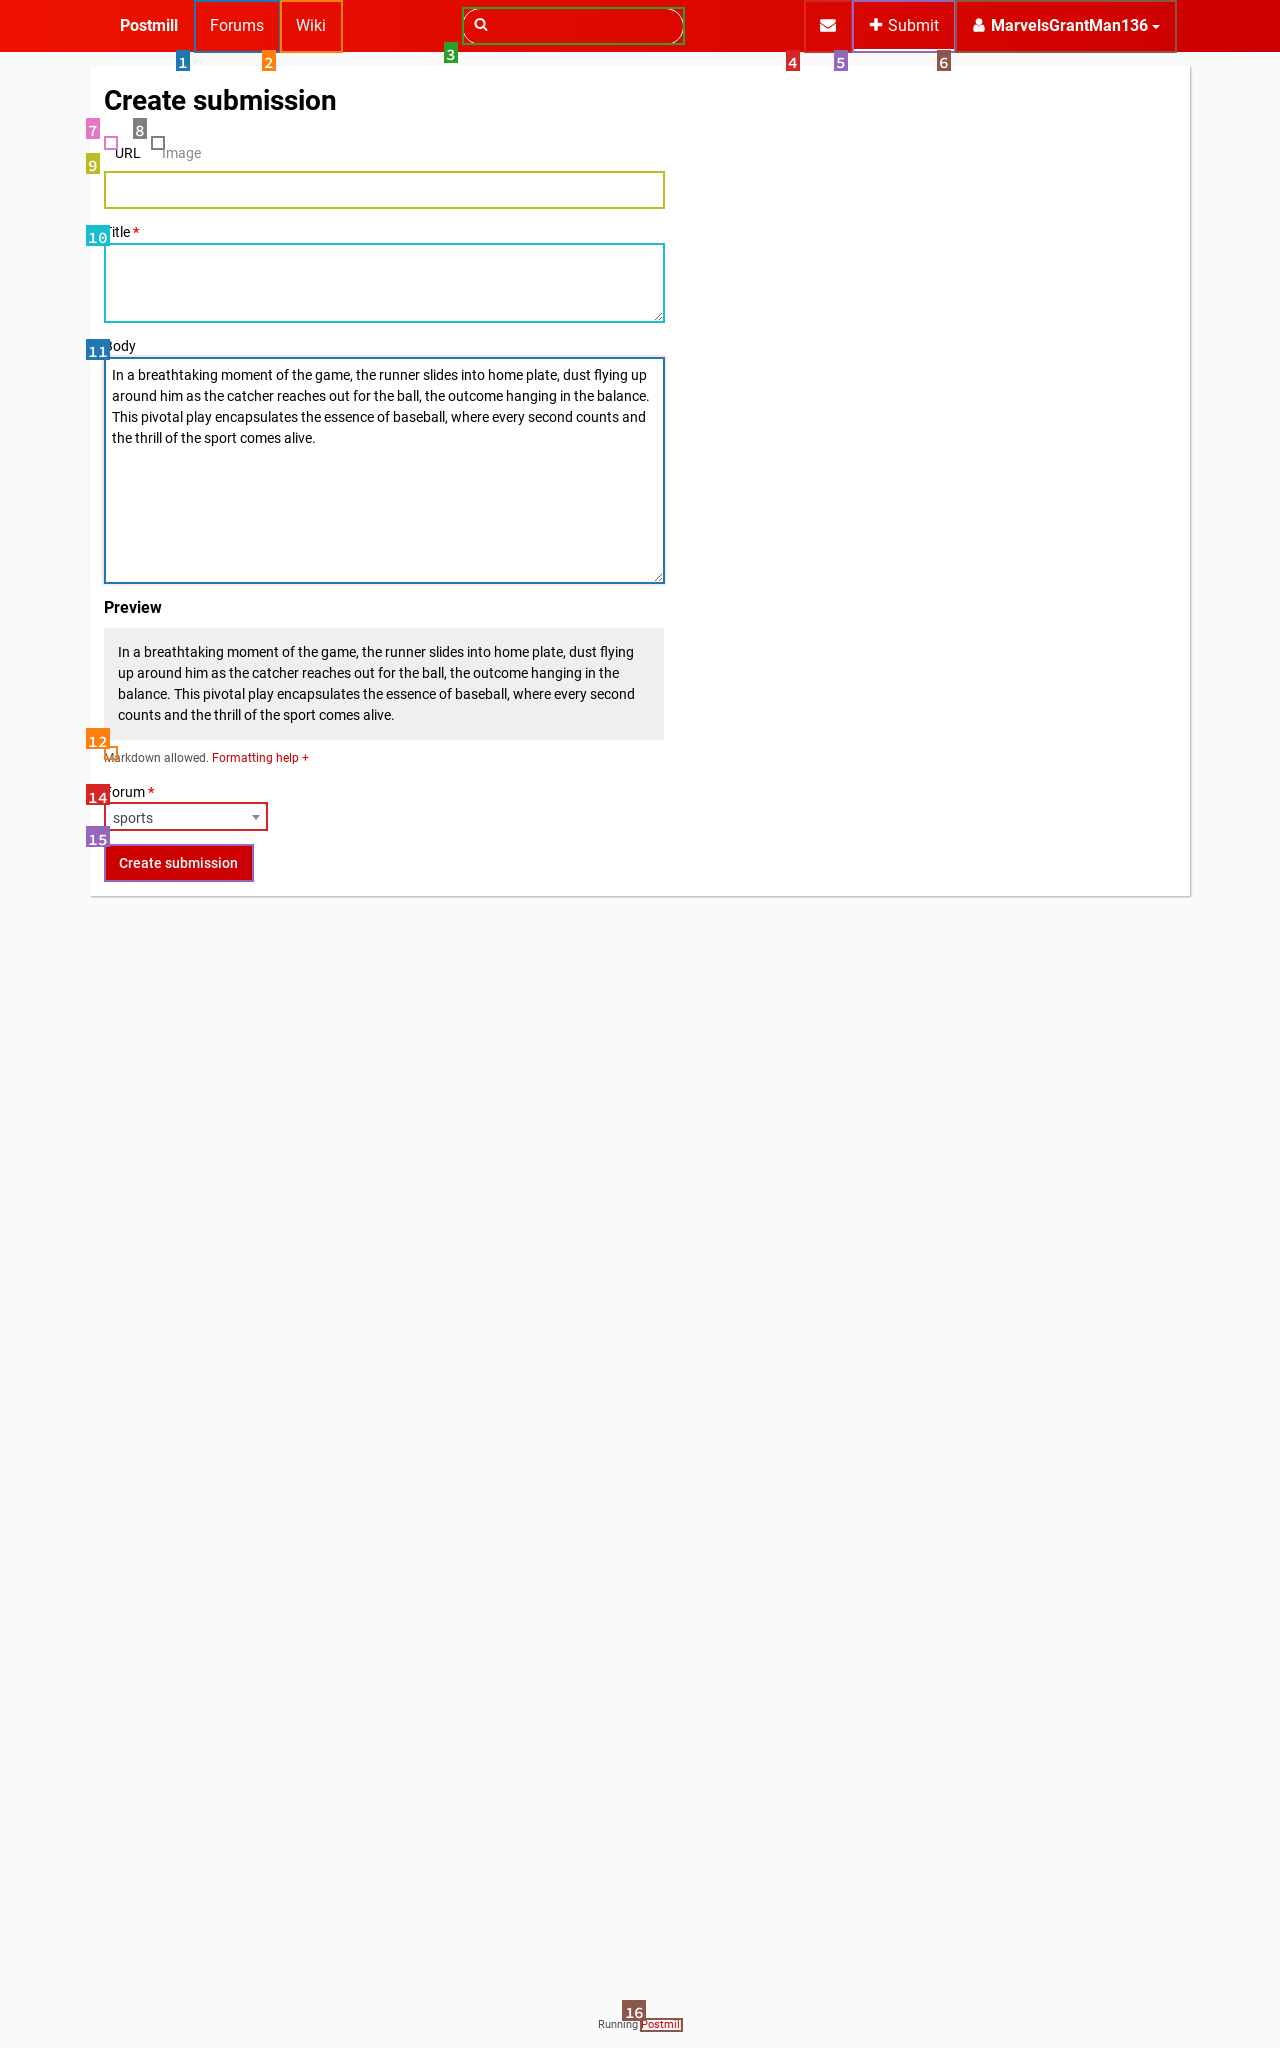 Postmill Forums Wiki Submit MarvelsGrantMan136
1 2 3 4 5 6
Create submission
7 8
URL Image
9
10 Title *
11 Body
In a breathtaking moment of the game, the runner slides into home plate, dust flying up
around him as the catcher reaches out for the ball, the outcome hanging in the balance.
This pivotal play encapsulates the essence of baseball, where every second counts and
the thrill of the sport comes alive.
Preview
In a breathtaking moment of the game, the runner slides into home plate, dust flying
up around him as the catcher reaches out for the ball, the outcome hanging in the
balance. This pivotal play encapsulates the essence of baseball, where every second
counts and the thrill of the sport comes alive.
12
Markdown allowed. Formatting help +
14 Forum *
sports
15
Create submission
16
Running Postmill